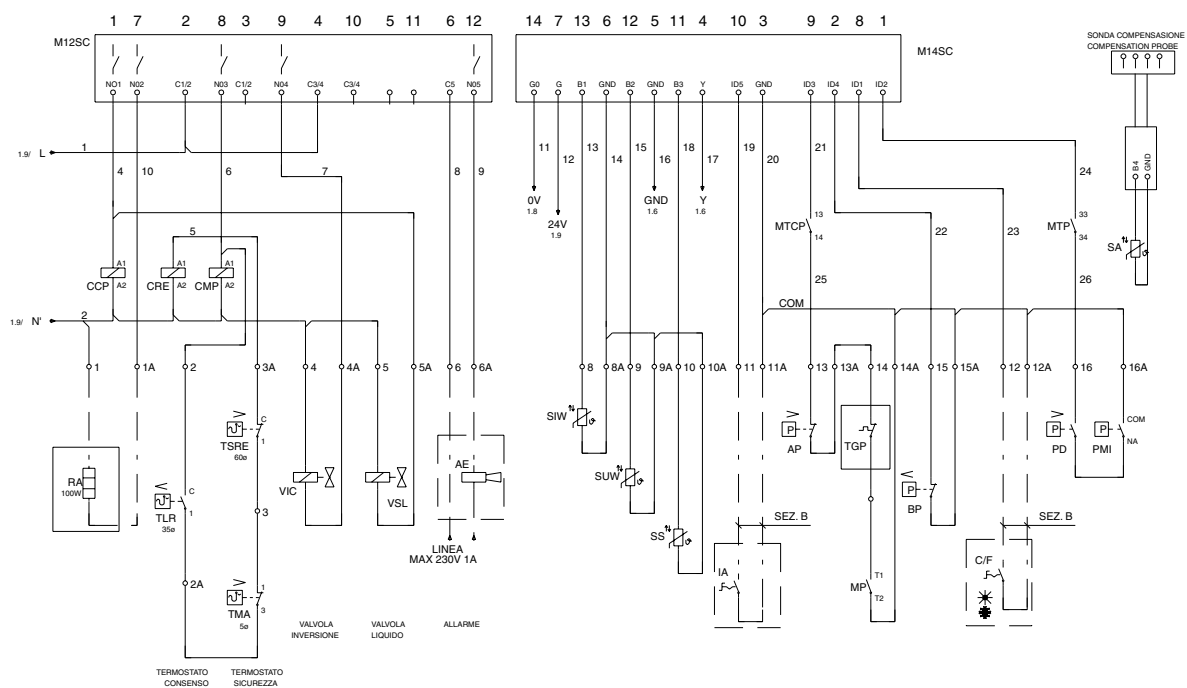 1 7 2 8 3 9 4 10 5 11 6 12
14 7 13 6 12 5 11 4 10 3 9 2 8 1
SONDA COMPENSASIONE
COMPENSATION PROBE
M12SC
M14SC
NO1 N02 C1/2 N03 C1/2 N04 C3/4 C3/4 C5 N05
G0 G B1 GND B2 GND B3 Y ID5 GND ID3 ID4 ID1 ID2
1.9/ L 1
4 10 6 7 8 9
11 12 13 14 15 16 18 17 19 20 21 24
B4 GND
0V
1.8
24V
1.9
GND
1.6
Y
1.6
MTCP 13 14
22 23
MTP 33 34
SA
5
CCP A1 A2
CRE A1 A2
CMP A1 A2
25 26
COM
1.9/ N' 2
1 1A 2 3A 4 4A 5 5A 6 6A
8 8A 9 9A 10 10A 11 11A 13 13A 14 14A 15 15A 12 12A 16 16A
RA
100W
TLR
35ø
C 1
TSRE
60ø
C 1
3
2A
TMA
5ø
1 3
VIC
VSL
AE
LINEA
MAX 230V 1A
SIW
SUW
SS
IA
SEZ. B
P AP
TGP
P BP
MP T1 T2
SEZ. B
C/F
P PD
P PMI
COM
NA
VALVOLA
INVERSIONE
VALVOLA
LIQUIDO
ALLARME
TERMOSTATO
CONSENSO
TERMOSTATO
SICUREZZA